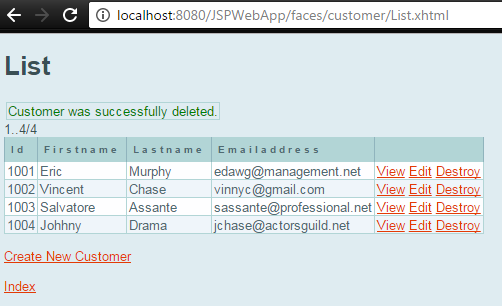 localhost:8080/JSPWebApp/faces/customer/List.xhtml
List
Customer was successfully deleted.
1..4/4
Id Firstname Lastname Emailaddress
1001 Eric Murphy edawg@management.net View Edit Destroy
1002 Vincent Chase vinnyc@gmail.com View Edit Destroy
1003 Salvatore Assante sassante@professional.net View Edit Destroy
1004 Johhny Drama jchase@actorsguild.net View Edit Destroy
Create New Customer
Index